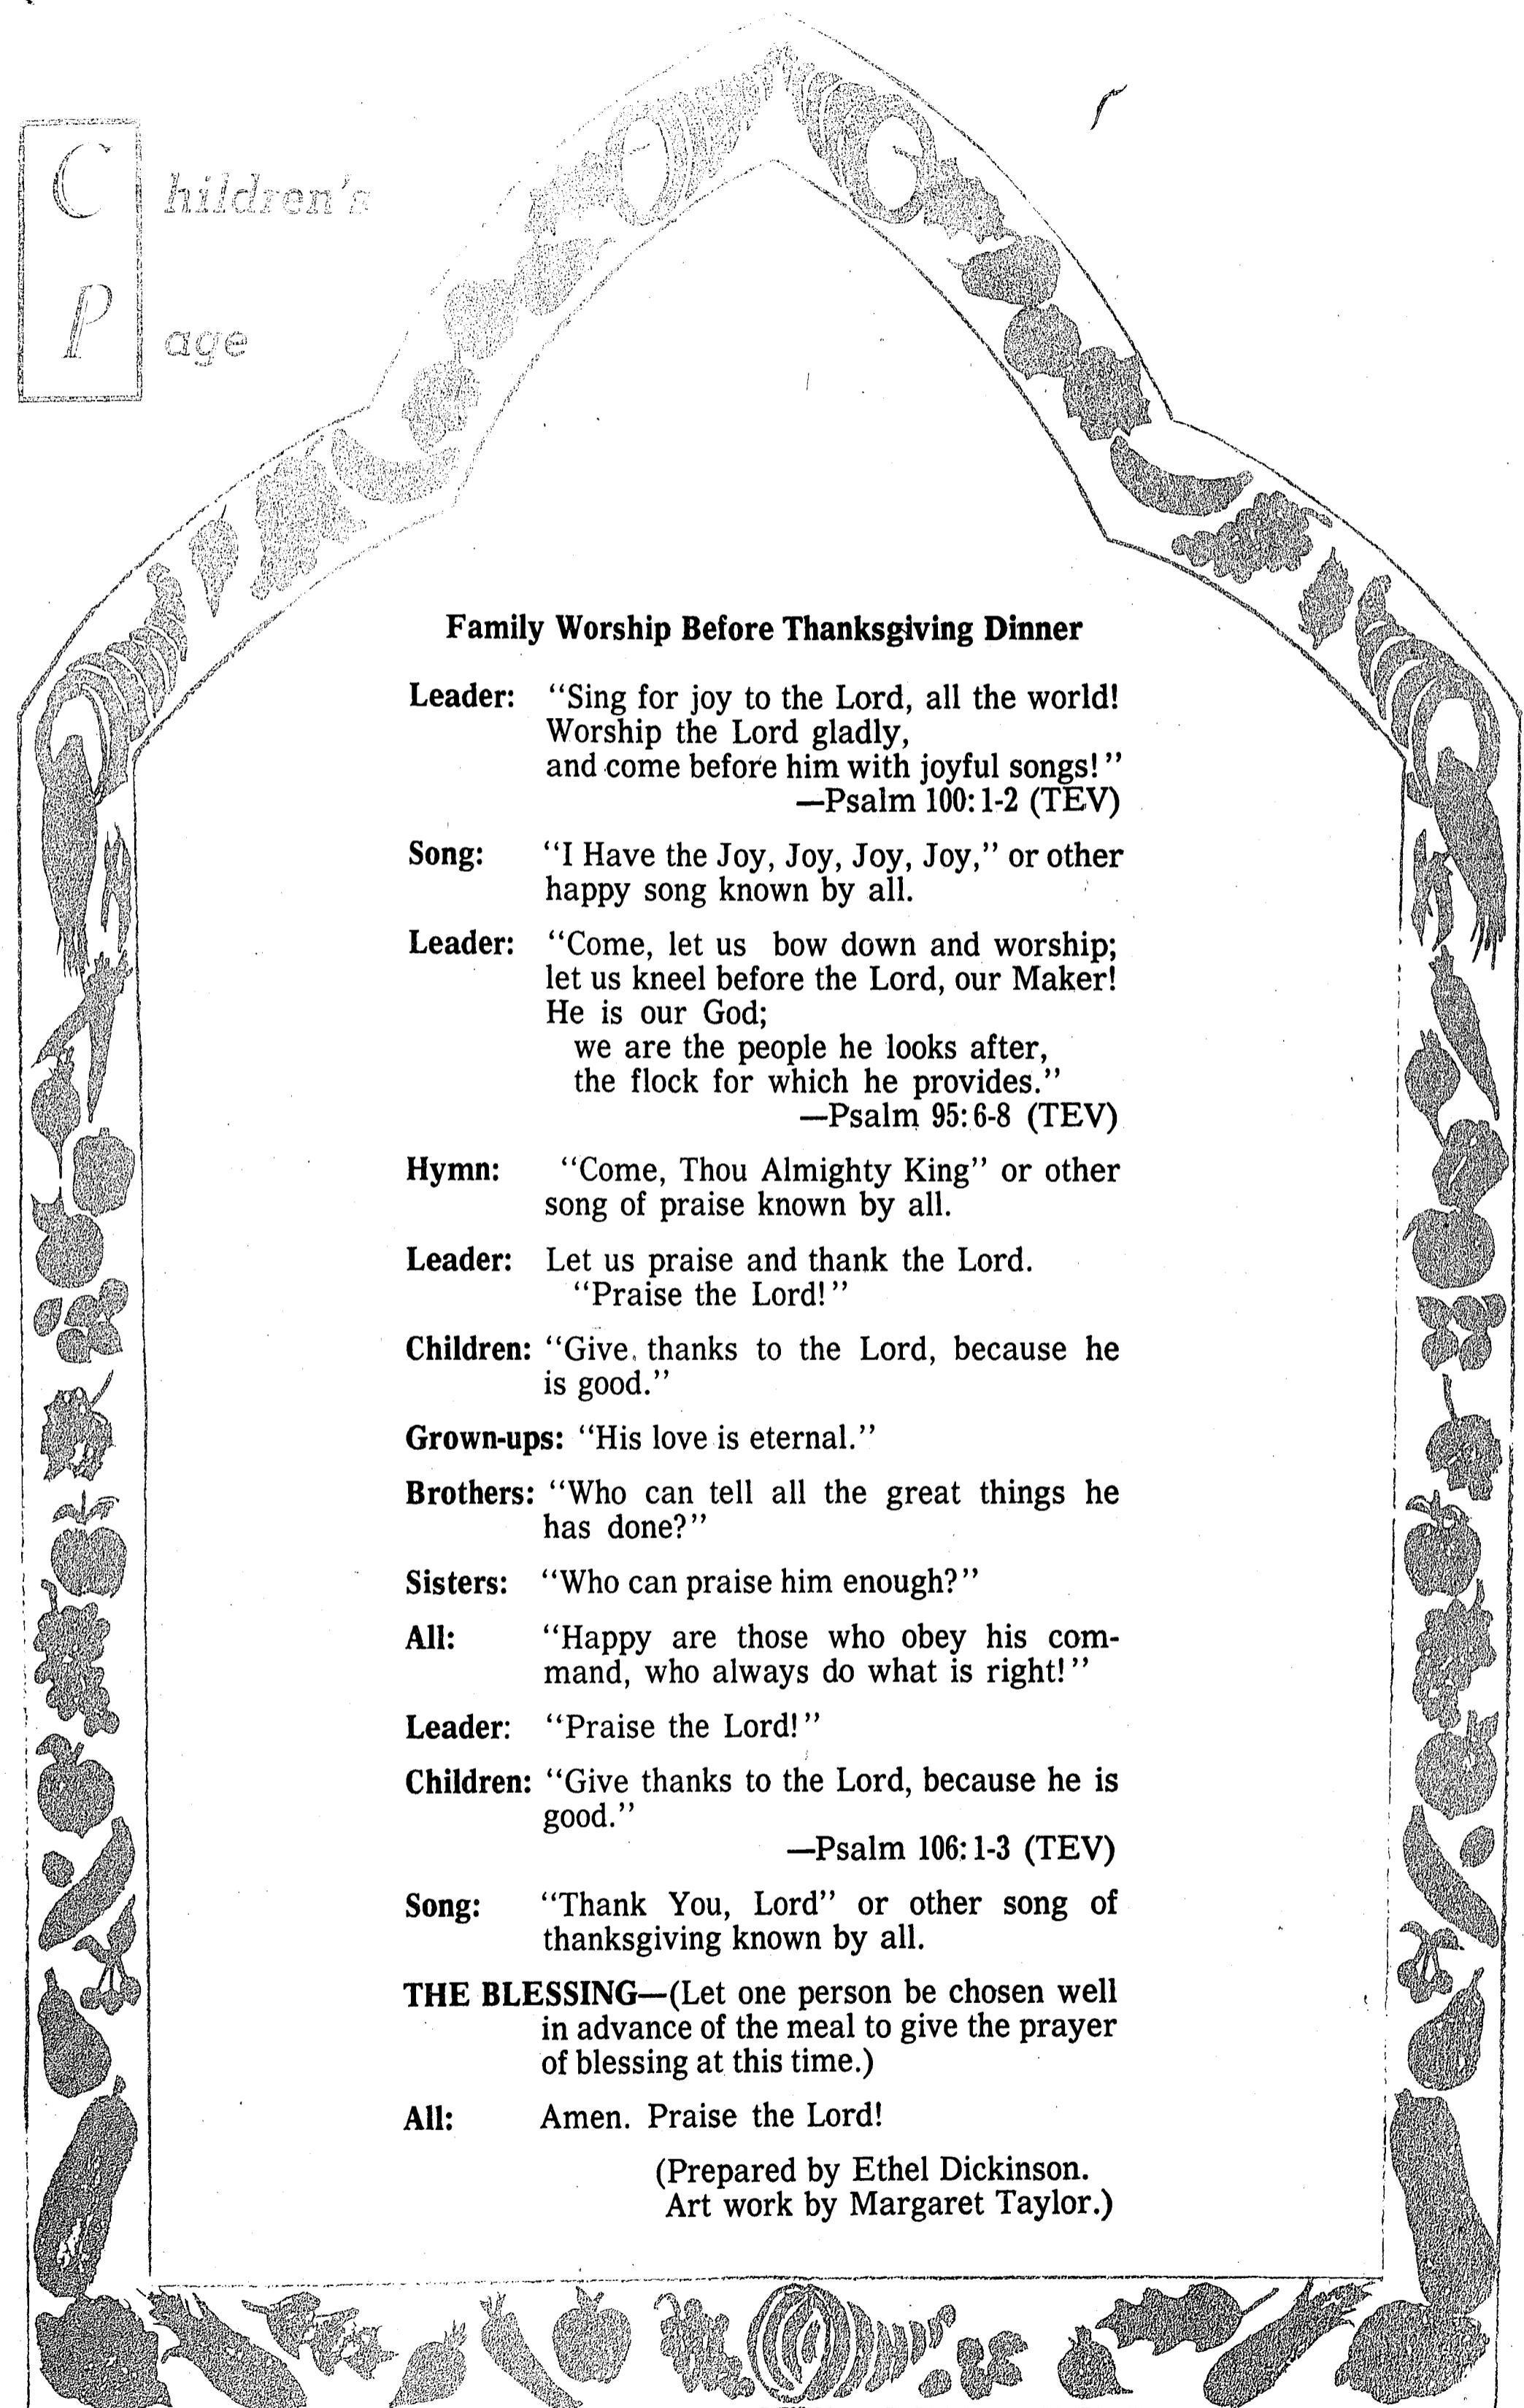 Children's
Page
Family Worship Before Thanksgiving Dinner
Leader: "Sing for joy to the Lord, all the world!
Worship the Lord gladly,
and come before him with joyful songs!"
—Psalm 100:1-2 (TEV)
Song: "I Have the Joy, Joy, Joy, Joy," or other
happy song known by all.
Leader: "Come, let us bow down and worship;
let us kneel before the Lord, our Maker!
He is our God;
we are the people he looks after,
the flock for which he provides."
—Psalm 95:6-8 (TEV)
Hymn: "Come, Thou Almighty King" or other
song of praise known by all.
Leader: Let us praise and thank the Lord.
"Praise the Lord!"
Children: "Give thanks to the Lord, because he
is good."
Grown-ups: "His love is eternal."
Brothers: "Who can tell all the great things he
has done?"
Sisters: "Who can praise him enough?"
All: "Happy are those who obey his com-
mand, who always do what is right!"
Leader: "Praise the Lord!"
Children: "Give thanks to the Lord, because he is
good."
—Psalm 106:1-3 (TEV)
Song: "Thank You, Lord" or other song of
thanksgiving known by all.
THE BLESSING—(Let one person be chosen well
in advance of the meal to give the prayer
of blessing at this time.)
All: Amen. Praise the Lord!
(Prepared by Ethel Dickinson.
Art work by Margaret Taylor.)